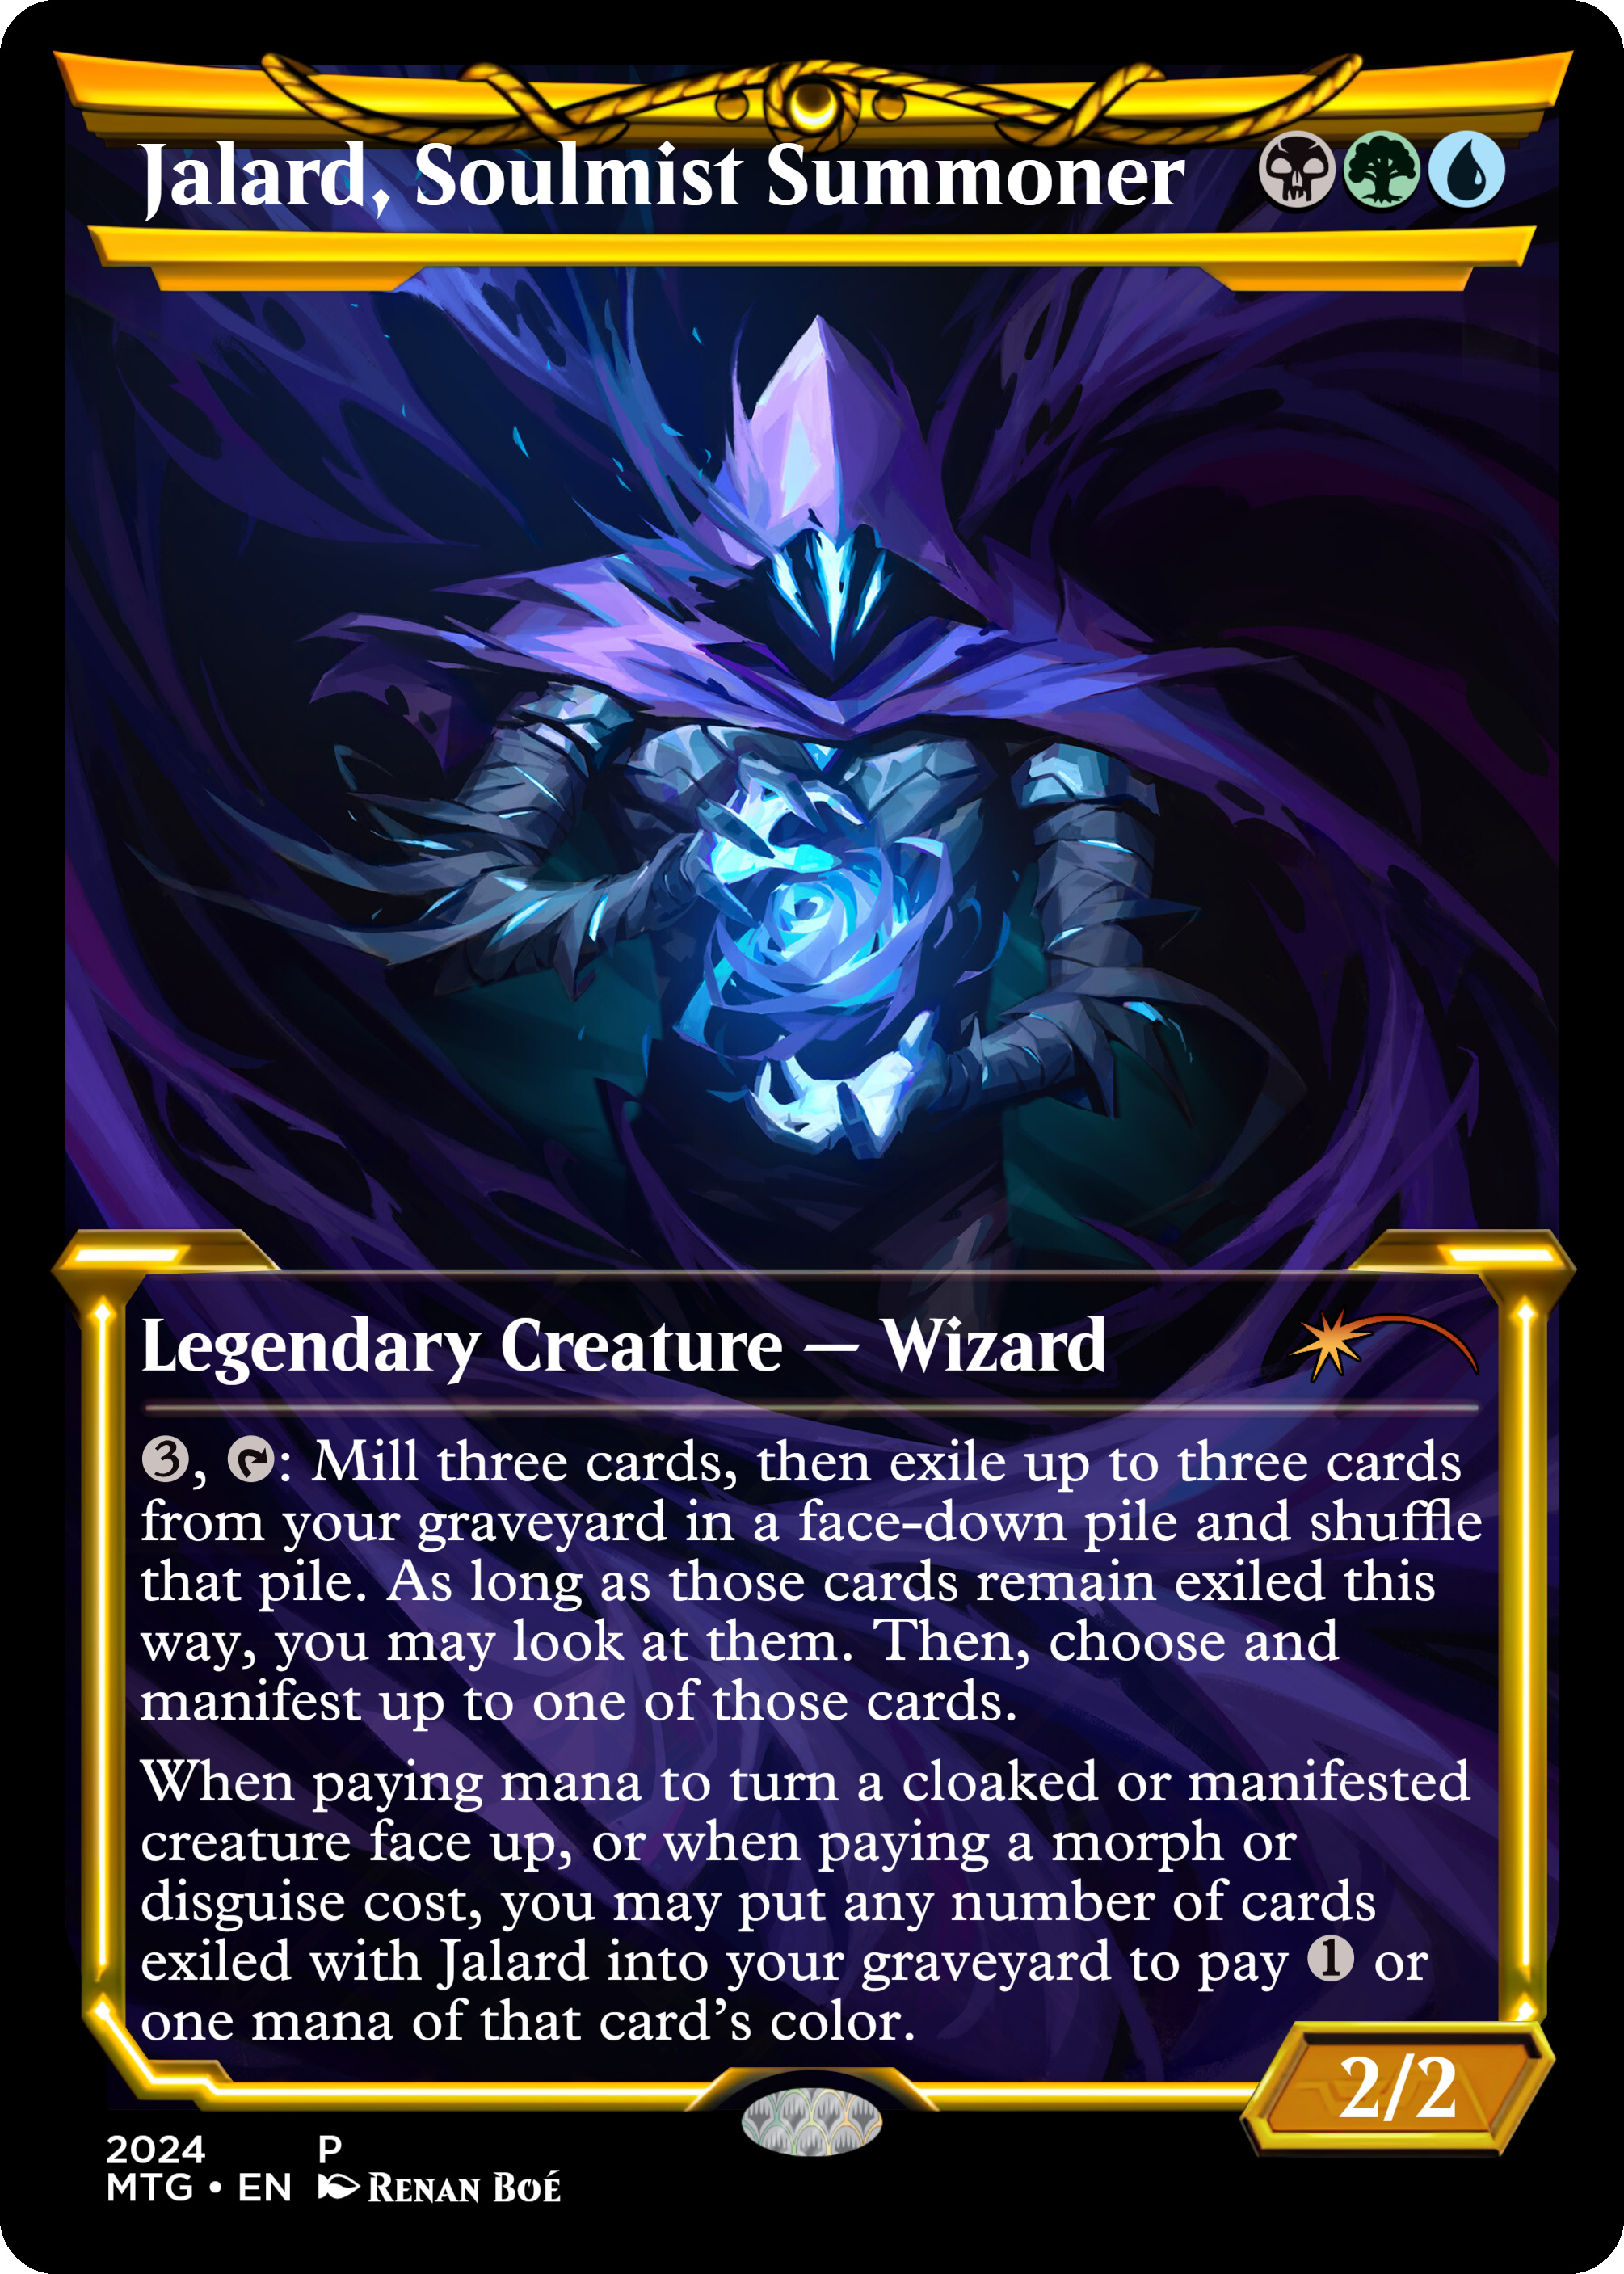 Jalard, Soulmist Summoner
Legendary Creature — Wizard
3, : Mill three cards, then exile up to three cards
from your graveyard in a face-down pile and shuffle
that pile. As long as those cards remain exiled this
way, you may look at them. Then, choose and
manifest up to one of those cards.
When paying mana to turn a cloaked or manifested
creature face up, or when paying a morph or
disguise cost, you may put any number of cards
exiled with Jalard into your graveyard to pay 1 or
one mana of that card’s color.
2/2
2024 P
MTG • EN Renan Boé